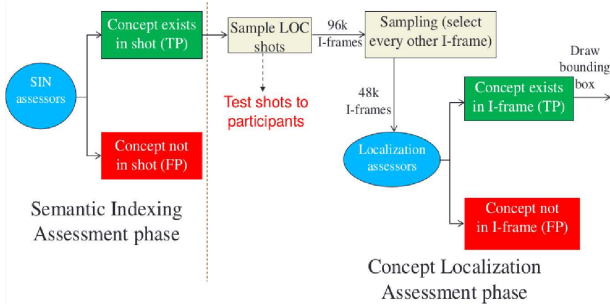 Concept exists
in shot (TP)
SIN
assessors
Concept not
in shot (FP)
Semantic Indexing
Assessment phase
Sample LOC
shots
Test shots to
participants
96k
I-frames
Sampling (select
every other I-frame)
48k
I-frames
Localization
assessors
Concept exists
in I-frame (TP)
Draw
bounding
box
Concept not
in I-frame (FP)
Concept Localization
Assessment phase